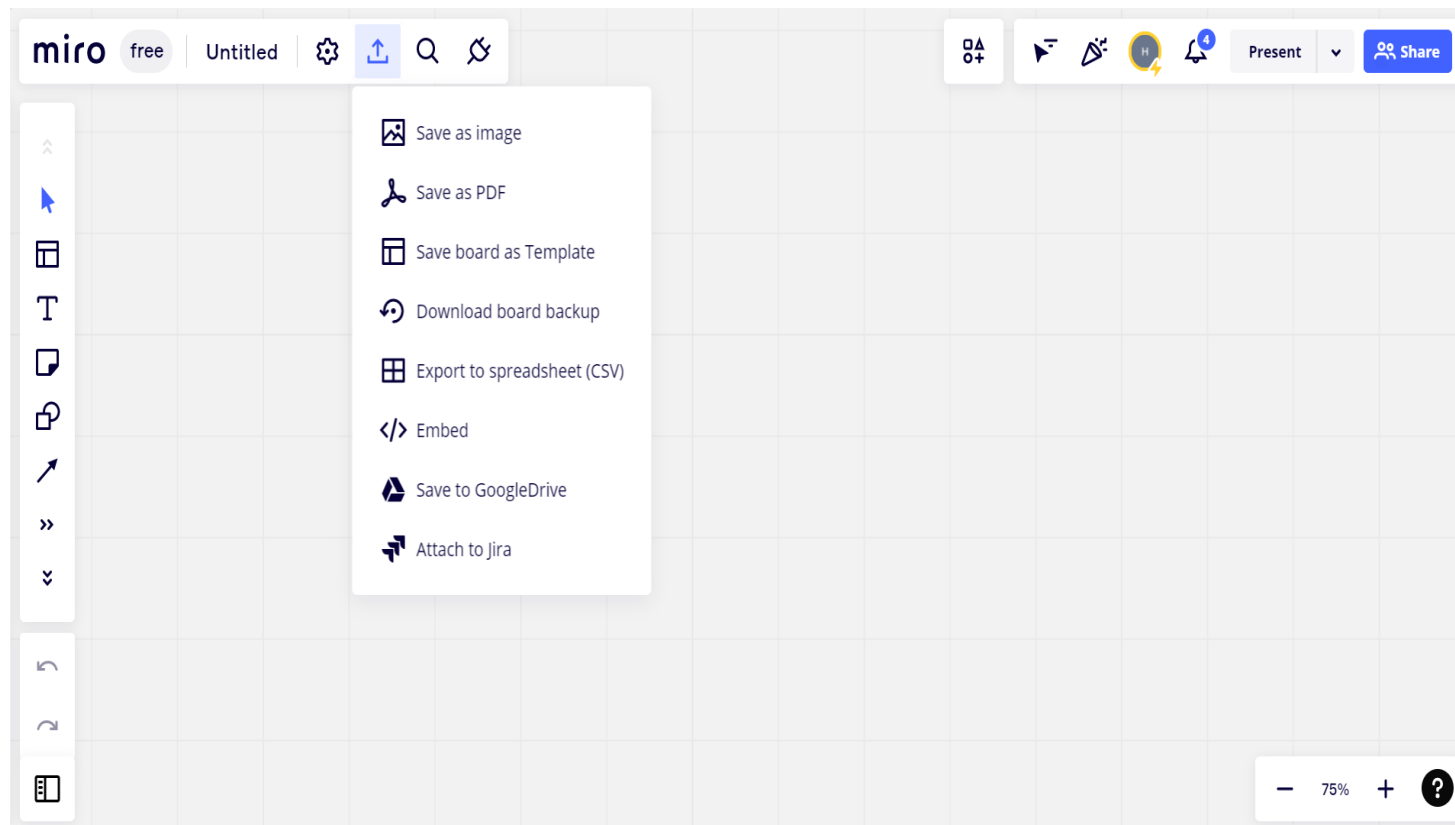 miro free Untitled
4
H
Present
Share
Save as image
Save as PDF
Save board as Template
Download board backup
Export to spreadsheet (CSV)
Embed
Save to GoogleDrive
Attach to Jira
75%